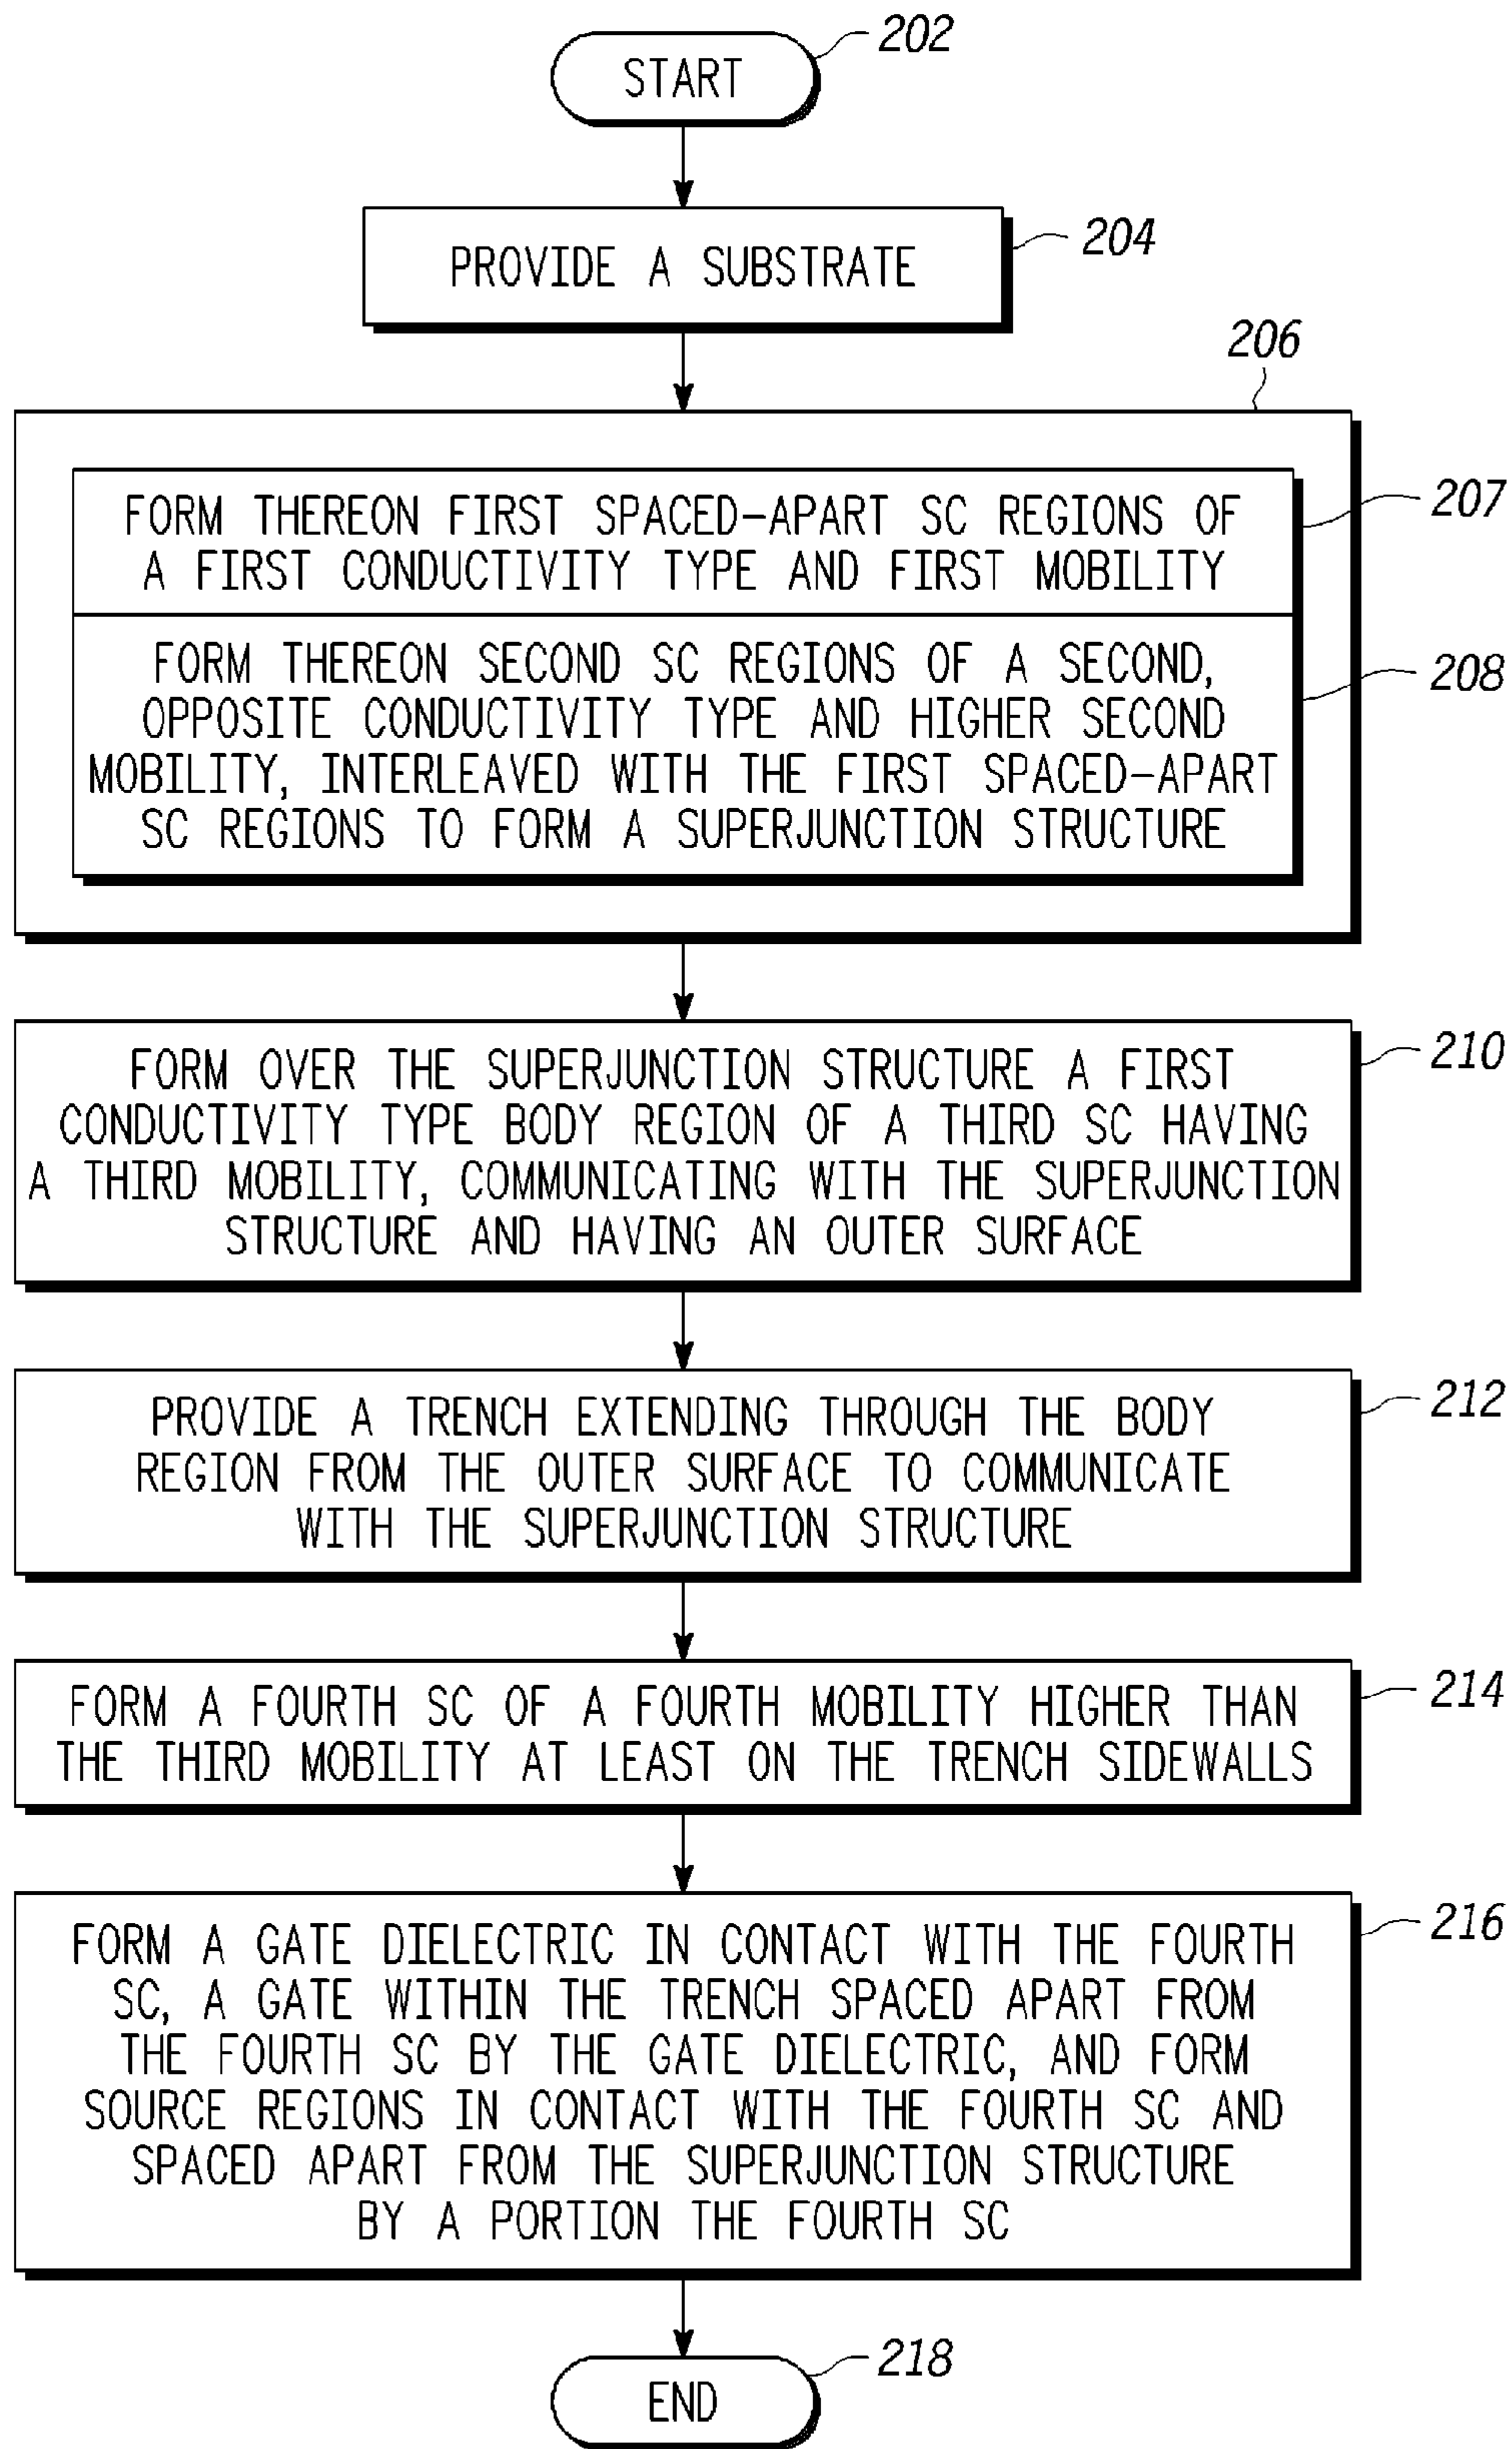 202
START
204
PROVIDE A SUBSTRATE
206
207
FORM THEREON FIRST SPACED-APART SC REGIONS OF
A FIRST CONDUCTIVITY TYPE AND FIRST MOBILITY
208
FORM THEREON SECOND SC REGIONS OF A SECOND,
OPPOSITE CONDUCTIVITY TYPE AND HIGHER SECOND
MOBILITY, INTERLEAVED WITH THE FIRST SPACED-APART
SC REGIONS TO FORM A SUPERJUNCTION STRUCTURE
210
FORM OVER THE SUPERJUNCTION STRUCTURE A FIRST
CONDUCTIVITY TYPE BODY REGION OF A THIRD SC HAVING
A THIRD MOBILITY, COMMUNICATING WITH THE SUPERJUNCTION
STRUCTURE AND HAVING AN OUTER SURFACE
212
PROVIDE A TRENCH EXTENDING THROUGH THE BODY
REGION FROM THE OUTER SURFACE TO COMMUNICATE
WITH THE SUPERJUNCTION STRUCTURE
214
FORM A FOURTH SC OF A FOURTH MOBILITY HIGHER THAN
THE THIRD MOBILITY AT LEAST ON THE TRENCH SIDEWALLS
216
FORM A GATE DIELECTRIC IN CONTACT WITH THE FOURTH
SC, A GATE WITHIN THE TRENCH SPACED APART FROM
THE FOURTH SC BY THE GATE DIELECTRIC, AND FORM
SOURCE REGIONS IN CONTACT WITH THE FOURTH SC AND
SPACED APART FROM THE SUPERJUNCTION STRUCTURE
BY A PORTION THE FOURTH SC
218
END